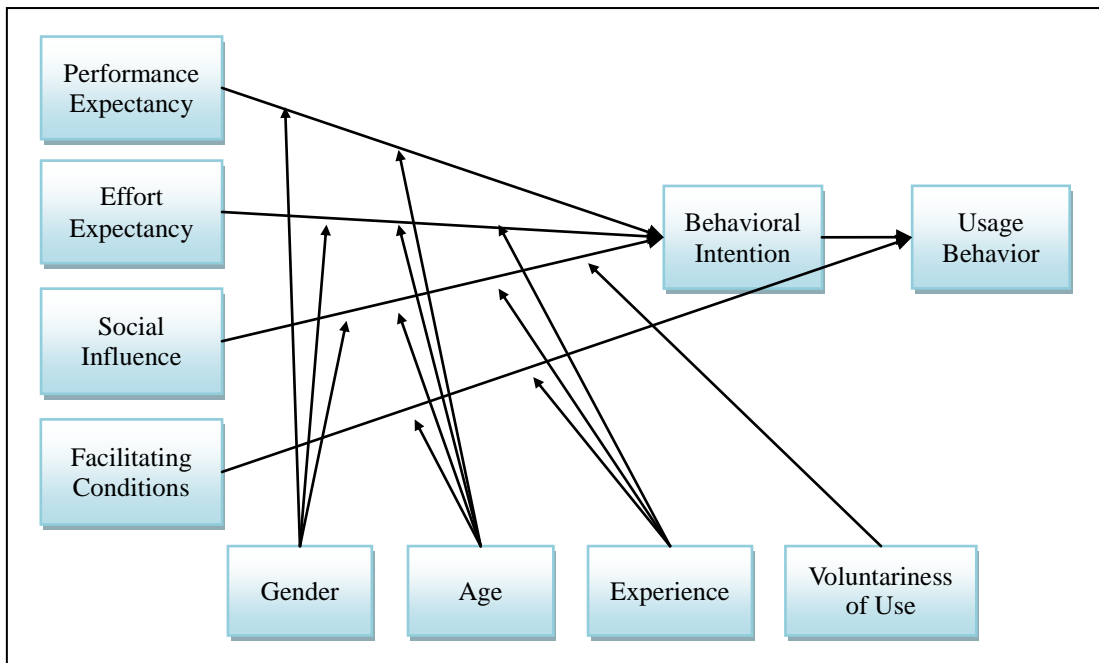 Performance
Expectancy
Effort
Expectancy
Social
Influence
Facilitating
Conditions
Behavioral
Intention
Usage
Behavior
Gender
Age
Experience
Voluntariness
of Use